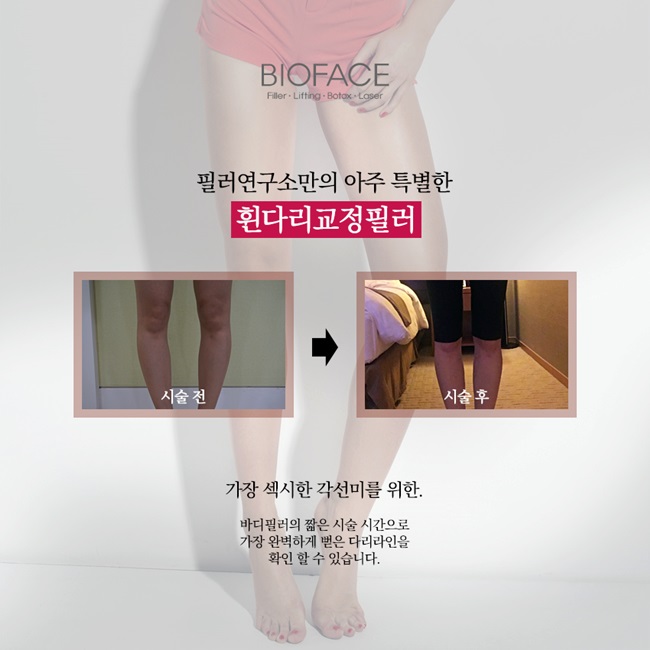 BIOFACE
Filler · Lifting · Botox · Laser
필러연구소만의 아주 특별한
휜다리교정필러
시술 전
시술 후
가장 섹시한 각선미를 위한.
바디필러의 짧은 시술 시간으로
가장 완벽하게 뻗은 다리라인을
확인 할 수 있습니다.